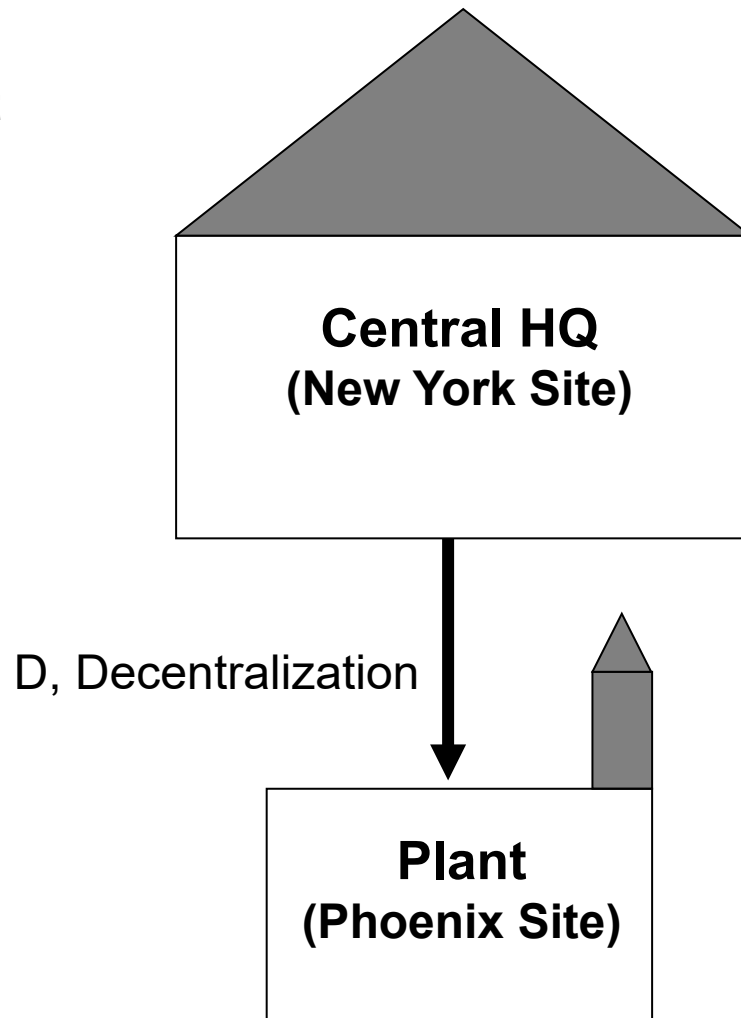 Central HQ
(New York Site)
D, Decentralization
Plant
(Phoenix Site)